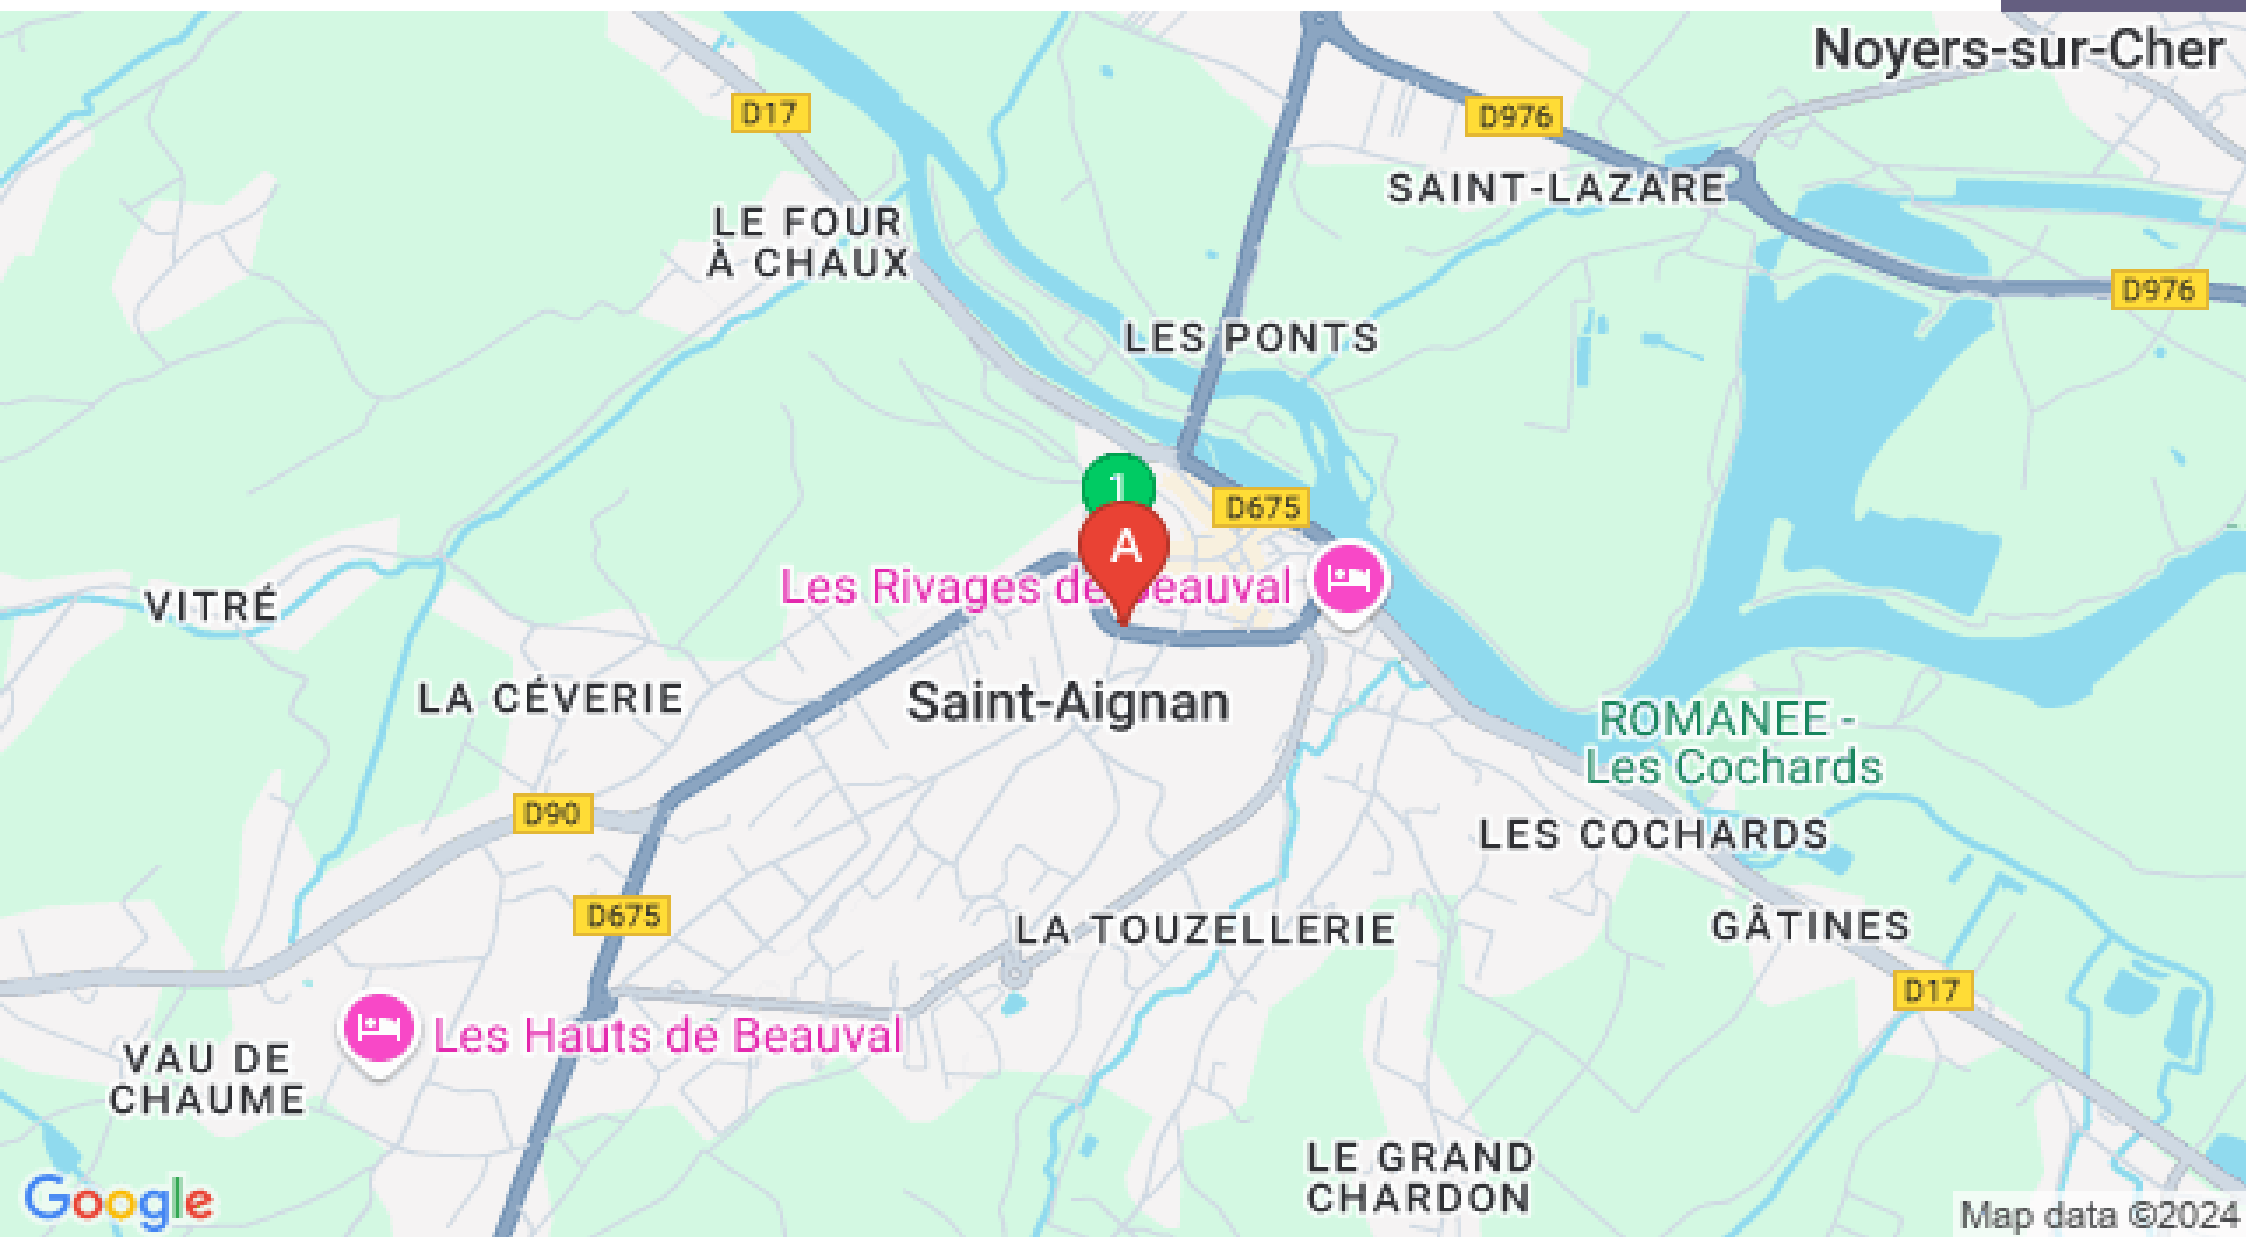 Noyers-sur-Cher
D17
D976
SAINT-LAZARE
LE FOUR
À CHAUX
D976
LES PONTS
1
D675
A
Les Rivages de Beauval
VITRÉ
LA CÉVERIE
Saint-Aignan
ROMANEE -
Les Cochards
D90
LES COCHARDS
D675
LA TOUZELLERIE
GÂTINES
D17
Les Hauts de Beauval
VAU DE
CHAUME
LE GRAND
CHARDON
Google
Map data ©2024